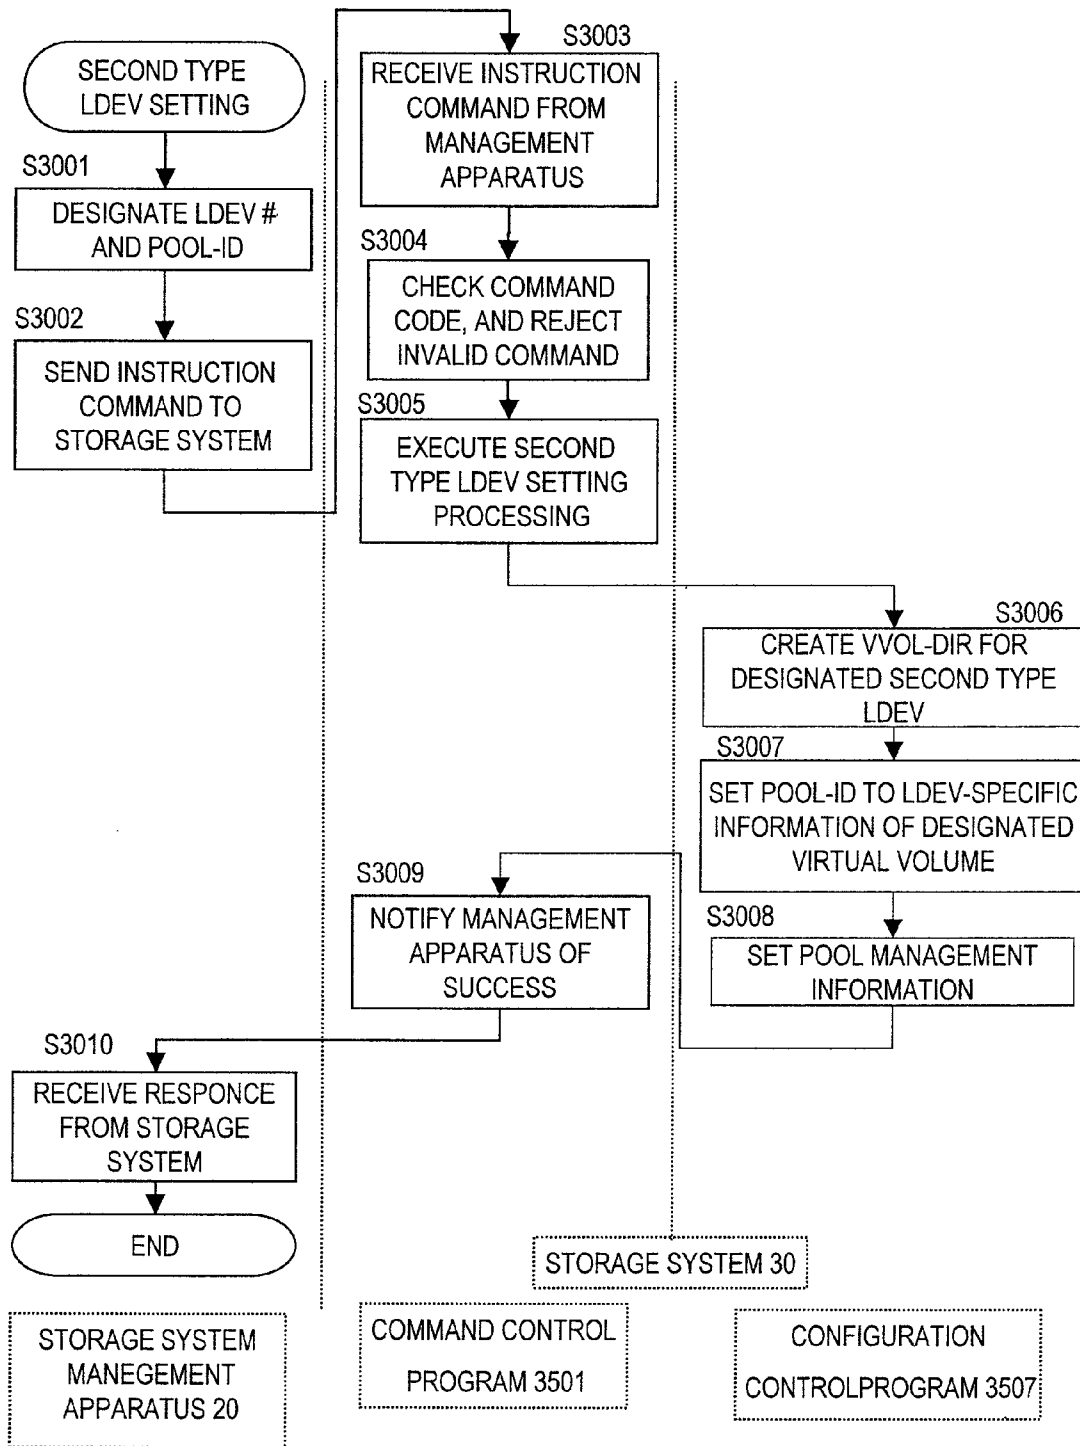 SECOND TYPE
LDEV SETTING
S3001
DESIGNATE LDEV #
AND POOL-ID
S3002
SEND INSTRUCTION
COMMAND TO
STORAGE SYSTEM
S3003
RECEIVE INSTRUCTION
COMMAND FROM
MANAGEMENT
APPARATUS
S3004
CHECK COMMAND
CODE, AND REJECT
INVALID COMMAND
S3005
EXECUTE SECOND
TYPE LDEV SETTING
PROCESSING
S3006
CREATE VVOL-DIR FOR
DESIGNATED SECOND TYPE
LDEV
S3007
SET POOL-ID TO LDEV-SPECIFIC
INFORMATION OF DESIGNATED
VIRTUAL VOLUME
S3008
SET POOL MANAGEMENT
INFORMATION
S3009
NOTIFY MANAGEMENT
APPARATUS OF
SUCCESS
S3010
RECEIVE RESPONCE
FROM STORAGE
SYSTEM
END
STORAGE SYSTEM 30
STORAGE SYSTEM
MANEGEMENT
APPARATUS 20
COMMAND CONTROL
PROGRAM 3501
CONFIGURATION
CONTROLPROGRAM 3507